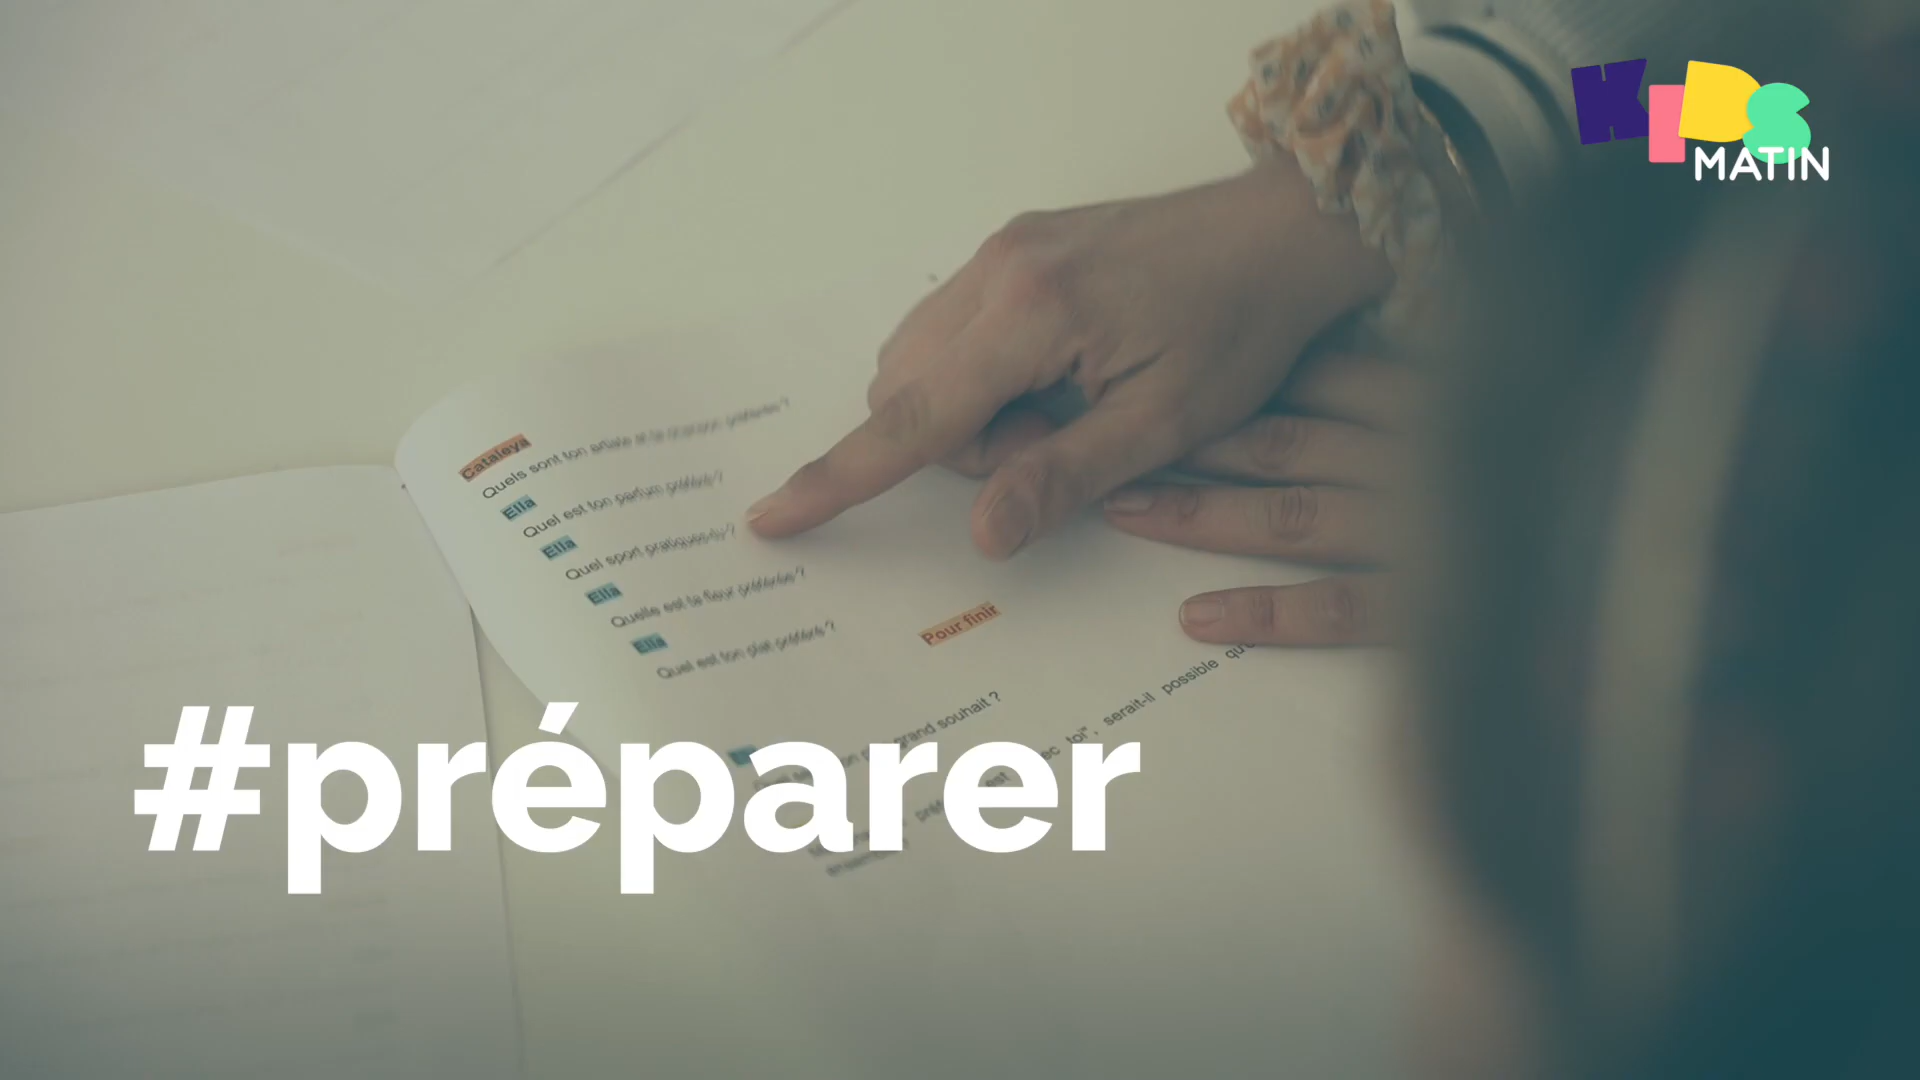 KIDS
MATIN
Cataleya
Quels sont ton artiste et ta chanson préférés ?
Ella
Quel est ton parfum préféré ?
Ella
Quel sport pratiques-tu ?
Ella
Quelle est ta fleur préférée ?
Ella
Quel est ton plat préféré ?
Pour finir
grand souhait ?
toi", serait-il possible
est
#préparer